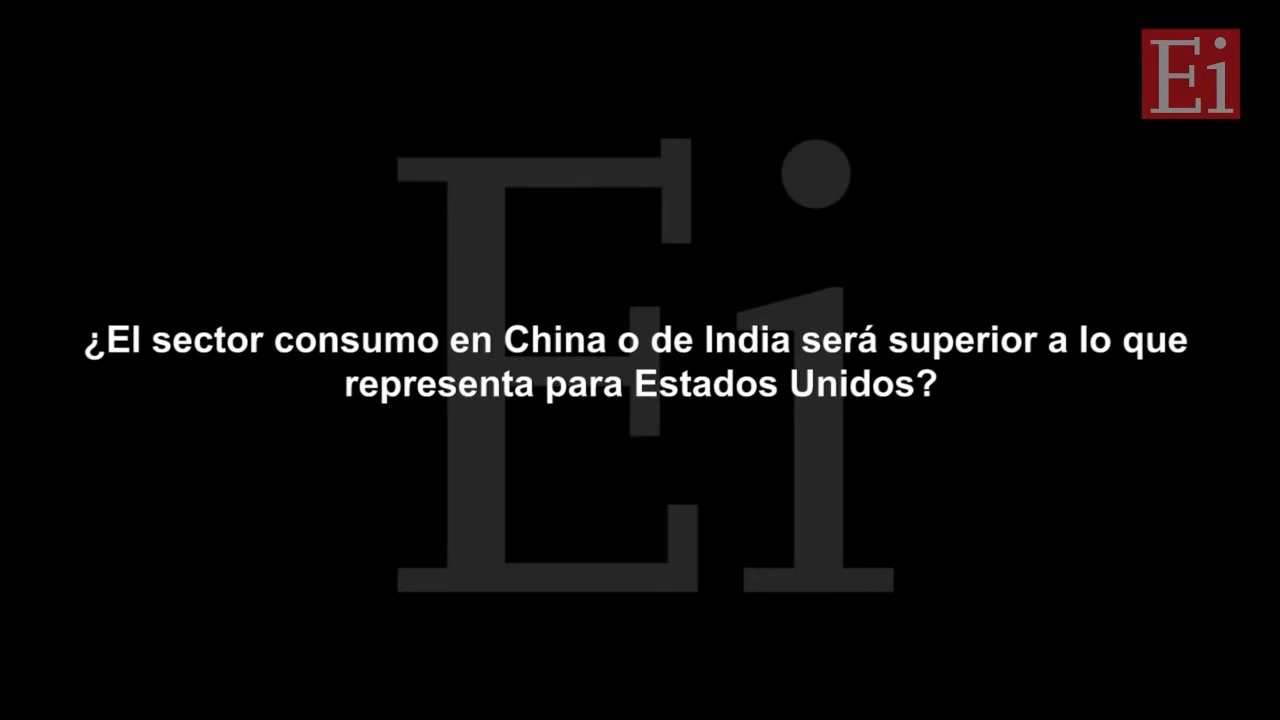 Ei
¿El sector consumo en China o de India será superior a lo que
representa para Estados Unidos?